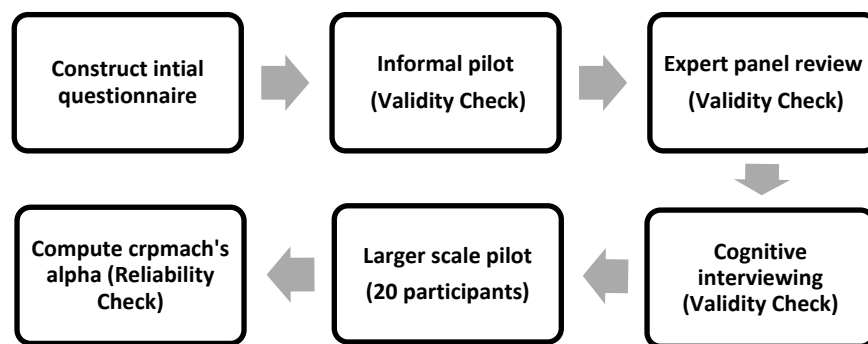 Construct intial
questionnaire
Informal pilot
(Validity Check)
Expert panel review
(Validity Check)
Cognitive
interviewing
(Validity Check)
Larger scale pilot
(20 participants)
Compute crpmach's
alpha (Reliability
Check)